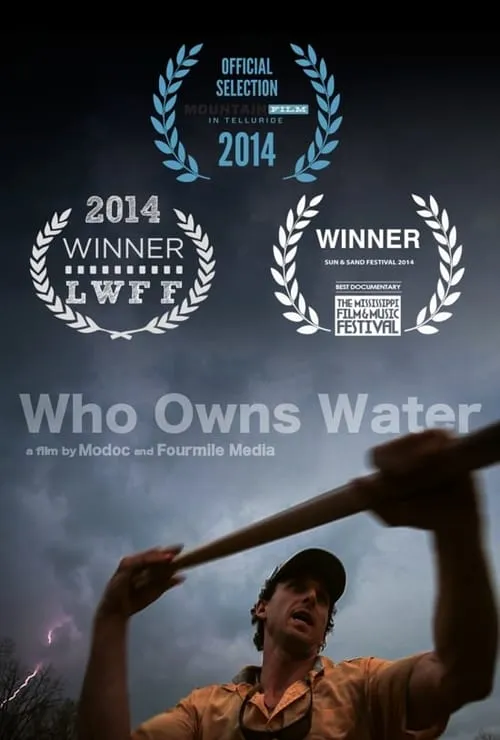 OFFICIAL
SELECTION
MOUNTAINFILM
IN TELLURIDE
2014
2014
WINNER
LWFF
WINNER
SUN & SAND FESTIVAL 2014
BEST DOCUMENTARY
THE MISSISSIPPI
FILM & MUSIC
FESTIVAL
Who Owns Water
a film by Modoc and Fourmile Media